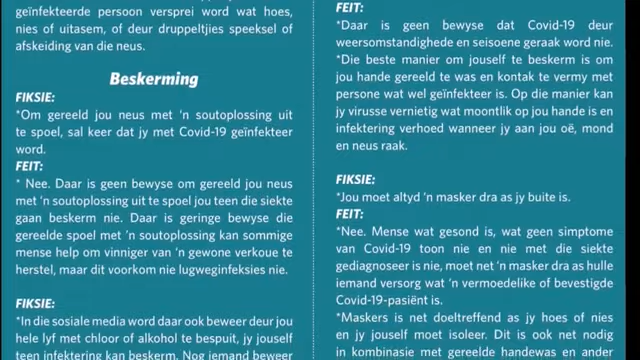 geïnfekteerde persoon versprei word wat hoes,
nies of uitasem, of deur druppeltjies speeksel of
afskeiding van die neus.
Beskerming
FIKSIE:
*Om gereeld jou neus met 'n soutoplossing uit
te spoel, sal keer dat jy met Covid-19 geïnfekteer
word.
FEIT:
* Nee. Daar is geen bewyse om gereeld jou neus
met 'n soutoplossing uit te spoel jou teen die siekte
gaan beskerm nie. Daar is geringe bewyse die
gereelde spoel met 'n soutoplossing kan sommige
mense help om vinniger van 'n gewone verkoue te
herstel, maar dit voorkom nie lugweginfeksies nie.
FIKSIE:
*In die sosiale media word daar ook beweer deur jou
hele lyf met chloor of alkohol te bespuit, jy jouself
teen infektering kan beskerm. Nog iemand beweer
FEIT:
*Daar is geen bewyse dat Covid-19 deur
weersomstandighede en seisoene geraak word nie.
*Die beste manier om jouself te beskerm is om
jou hande gereeld te was en kontak te vermy met
persone wat wel geïnfekteer is. Op die manier kan
jy virusse vernietig wat moontlik op jou hande is en
infektering verhoed wanneer jy aan jou oë, mond
en neus raak.
FIKSIE:
*Jou moet altyd 'n masker dra as jy buite is.
FEIT:
*Nee. Mense wat gesond is, wat geen simptome
van Covid-19 toon nie en nie met die siekte
gediagnoseer is nie, moet net 'n masker dra as hulle
iemand versorg wat 'n vermoedelike of bevestigde
Covid-19-pasiënt is.
*Maskers is net doeltreffend as jy hoes of nies
en jy jouself moet isoleer. Dit is ook net nodig
in kombinasie met gereelde handewas en ander